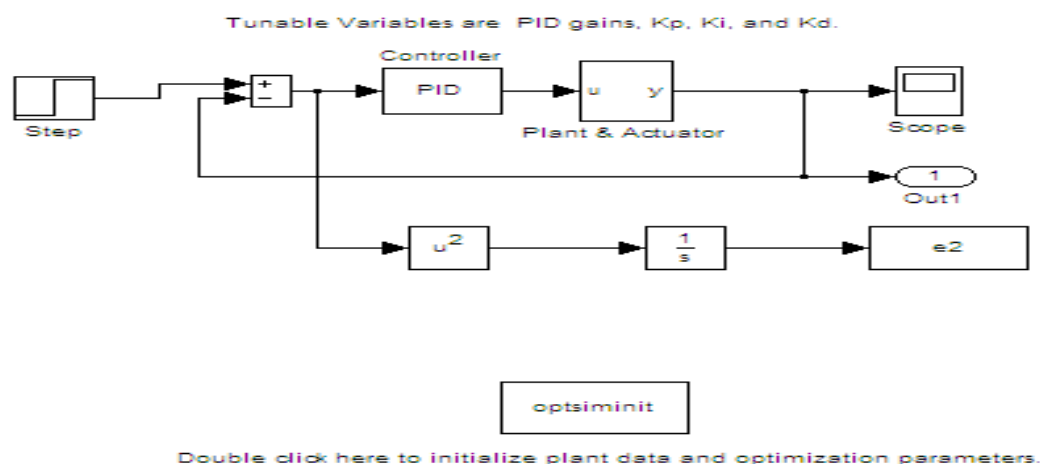 Tunable Variables are PID gains, Kp, Ki, and Kd.
Controller
+
−
PID
u y
Step
Plant & Actuator
Scope
1
Out1
u²
1
s
e2
optsiminit
Double click here to initialize plant data and optimization parameters.